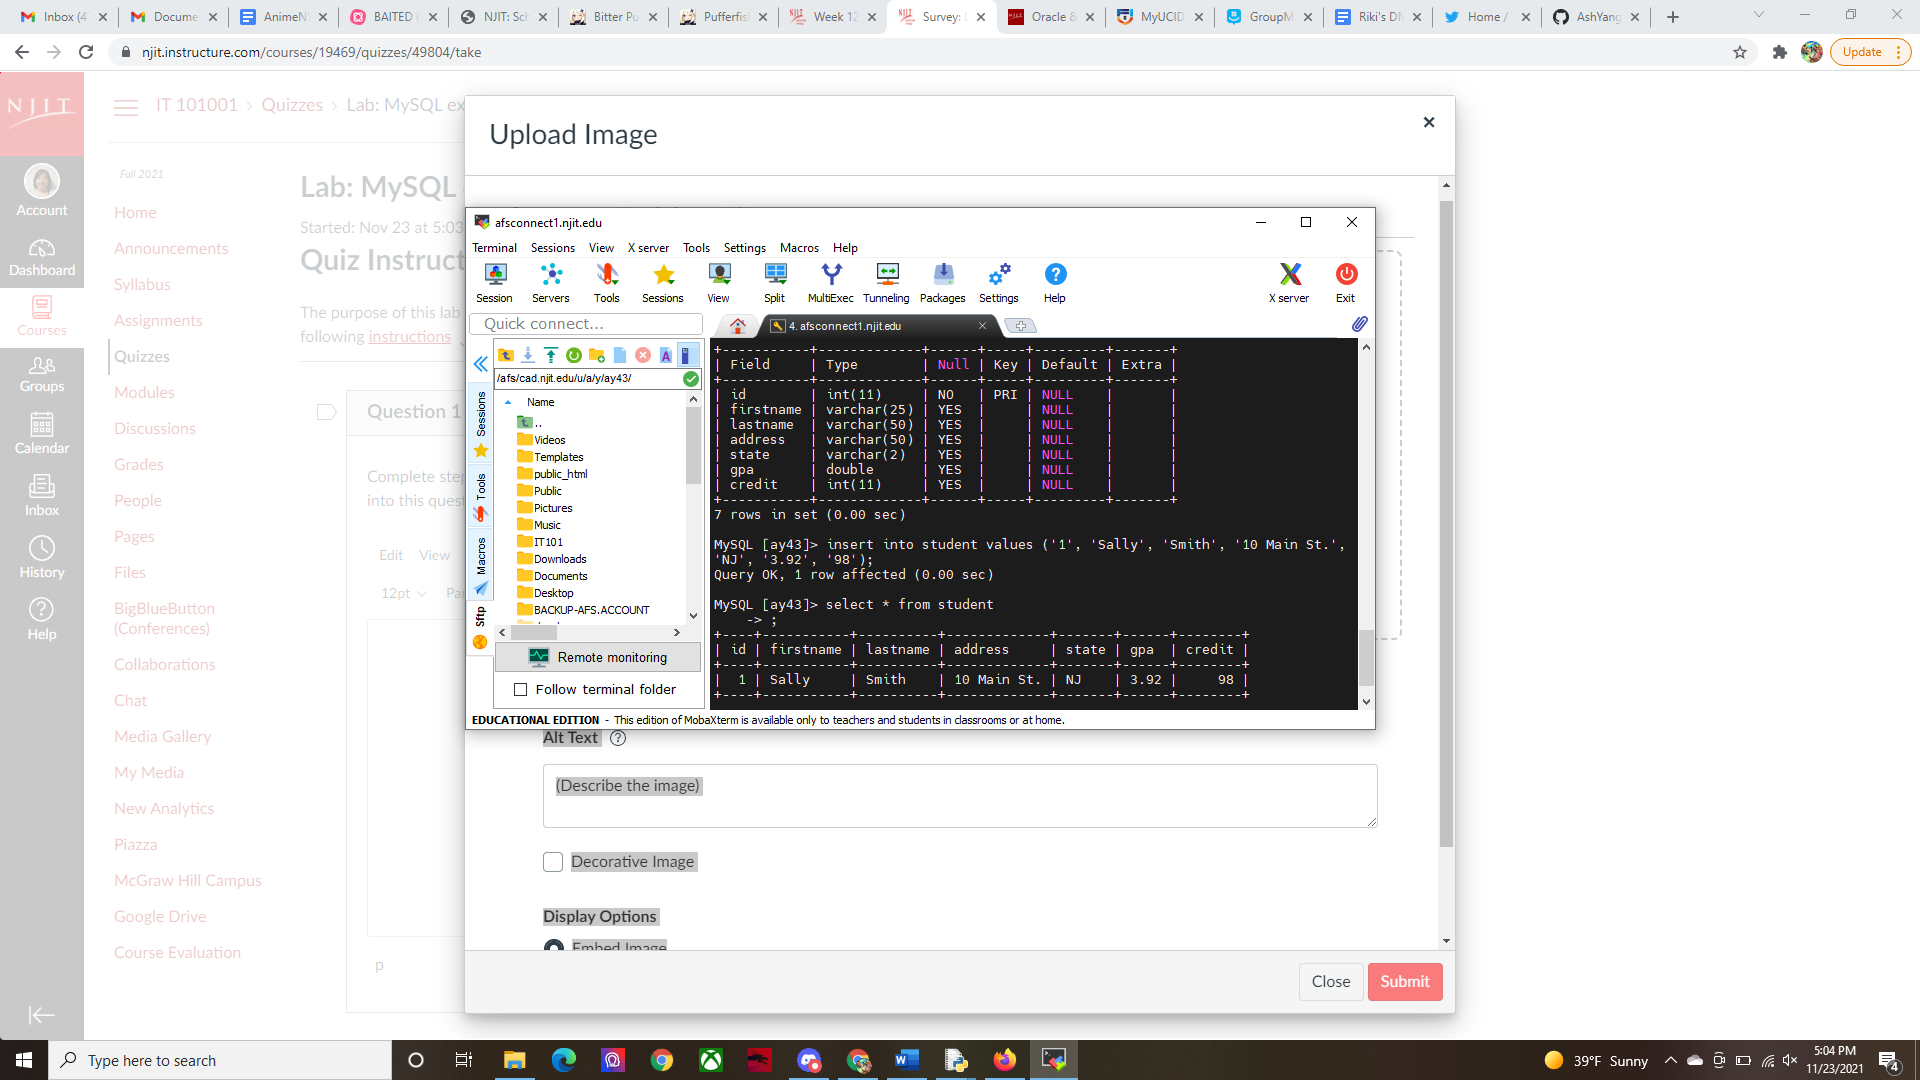 Inbox (4
Docume
AnimeN
BAITED (
NJIT: Sc
Bitter Pu
Pufferfis
Week 12
Survey: L
Oracle &
MyUCID
GroupM
Riki's DN
Home /
AshYang
njit.instructure.com/courses/19469/quizzes/49804/take
Update
NJIT
IT 101001 › Quizzes › Lab: MySQL ex
Account
Dashboard
Courses
Groups
Calendar
Inbox
History
Help
Fall 2021
Home
Announcements
Syllabus
Assignments
Quizzes
Modules
Discussions
Grades
People
Pages
Files
BigBlueButton
(Conferences)
Collaborations
Chat
Media Gallery
My Media
New Analytics
Piazza
McGraw Hill Campus
Google Drive
Course Evaluation
Lab: MySQL
Started: Nov 23 at 5:03
Quiz Instruct
The purpose of this lab
following instructions
Question 1
Complete step
into this quest
Edit View
12pt Par
p
Upload Image
afsconnect1.njit.edu
Terminal Sessions View X server Tools Settings Macros Help
Session Servers Tools Sessions View Split MultiExec Tunneling Packages Settings Help X server Exit
Quick connect...
4. afsconnect1.njit.edu
/afs/cad.njit.edu/u/a/y/ay43/
Sessions
Tools
Macros
Sftp
Name
..
Videos
Templates
public_html
Public
Pictures
Music
IT101
Downloads
Documents
Desktop
BACKUP-AFS.ACCOUNT
Remote monitoring
Follow terminal folder
+-----------+-------------+------+-----+---------+-------+
| Field | Type | Null | Key | Default | Extra |
+-----------+-------------+------+-----+---------+-------+
| id | int(11) | NO | PRI | NULL | |
| firstname | varchar(25) | YES | | NULL | |
| lastname | varchar(50) | YES | | NULL | |
| address | varchar(50) | YES | | NULL | |
| state | varchar(2) | YES | | NULL | |
| gpa | double | YES | | NULL | |
| credit | int(11) | YES | | NULL | |
+-----------+-------------+------+-----+---------+-------+
7 rows in set (0.00 sec)
MySQL [ay43]> insert into student values ('1', 'Sally', 'Smith', '10 Main St.',
'NJ', '3.92', '98');
Query OK, 1 row affected (0.00 sec)
MySQL [ay43]> select * from student
-> ;
+----+-----------+----------+-------------+-------+------+--------+
| id | firstname | lastname | address | state | gpa | credit |
+----+-----------+----------+-------------+-------+------+--------+
| 1 | Sally | Smith | 10 Main St. | NJ | 3.92 | 98 |
+----+-----------+----------+-------------+-------+------+--------+
EDUCATIONAL EDITION - This edition of MobaXterm is available only to teachers and students in classrooms or at home.
Alt Text
(Describe the image)
Decorative Image
Display Options
Embed Image
Close
Submit
Type here to search
39°F Sunny
5:04 PM
11/23/2021
4